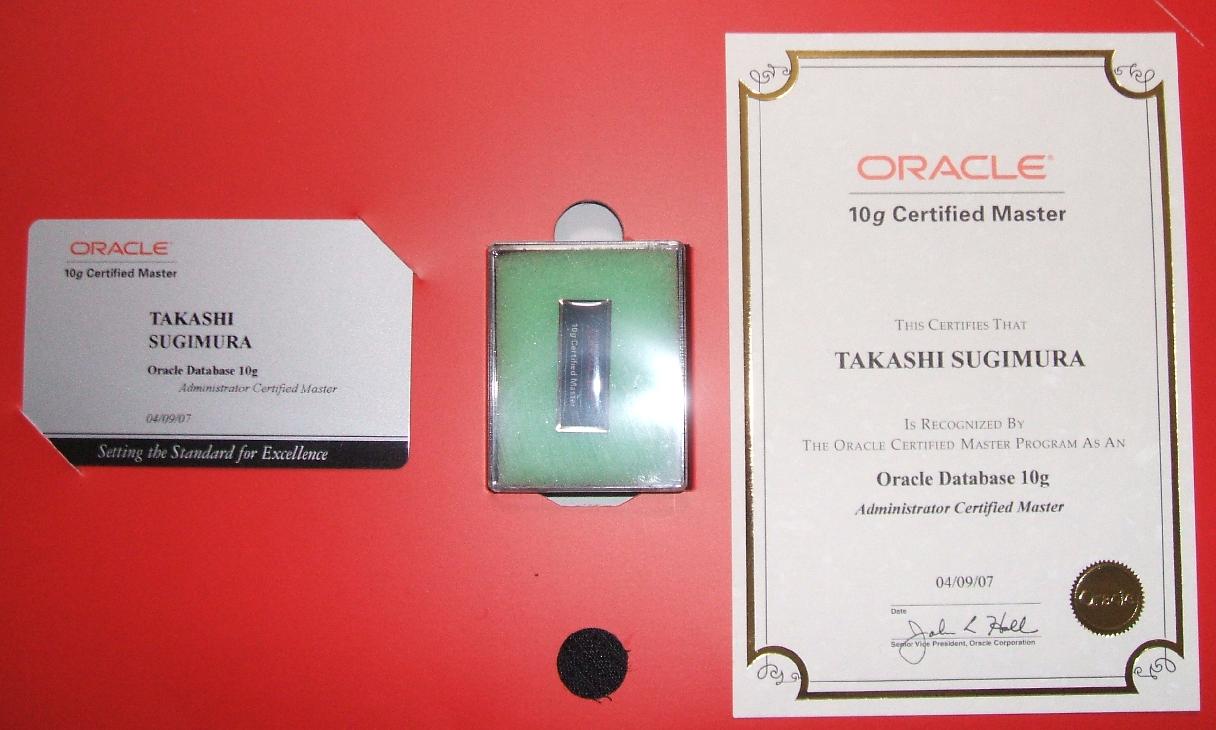 ORACLE
10g Certified Master
TAKASHI
SUGIMURA
Oracle Database 10g
Administrator Certified Master
04/09/07
Setting the Standard for Excellence
10g Certified Master
ORACLE®
10g Certified Master
THIS CERTIFIES THAT
TAKASHI SUGIMURA
IS RECOGNIZED BY
THE ORACLE CERTIFIED MASTER PROGRAM AS AN
Oracle Database 10g
Administrator Certified Master
04/09/07
Date
John L Hall
Senior Vice President, Oracle Corporation
Oracle